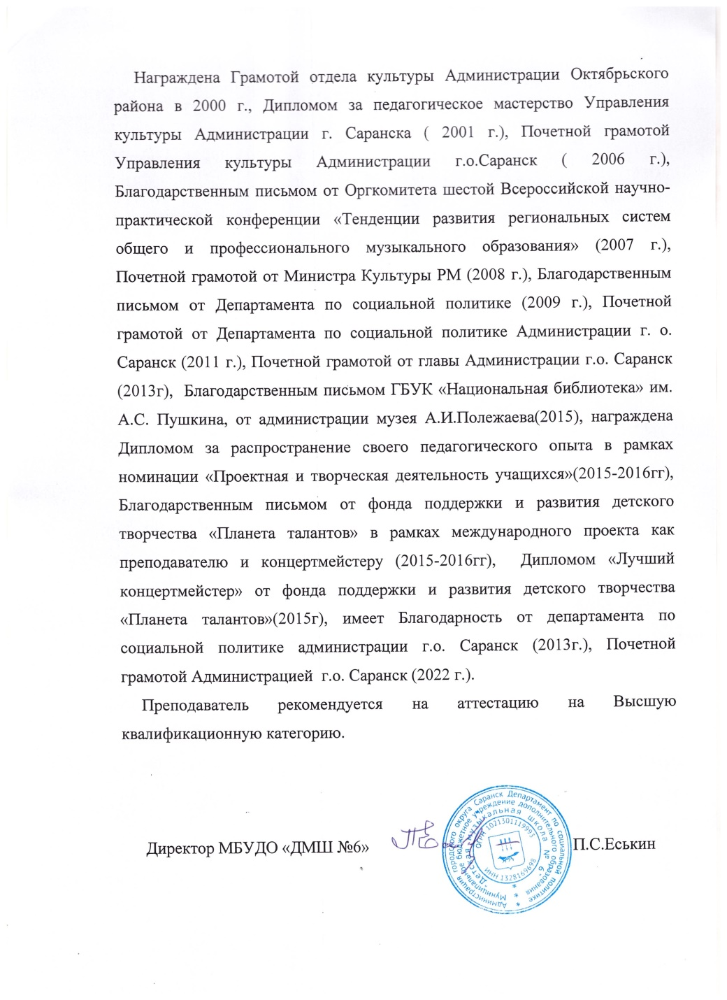 Награждена Грамотой отдела культуры Администрации Октябрьского
района в 2000 г., Дипломом за педагогическое мастерство Управления
культуры Администрации г. Саранска ( 2001 г.), Почетной грамотой
Управления культуры Администрации г.о.Саранск ( 2006 г.),
Благодарственным письмом от Оргкомитета шестой Всероссийской научно-
практической конференции «Тенденции развития региональных систем
общего и профессионального музыкального образования» (2007 г.),
Почетной грамотой от Министра Культуры РМ (2008 г.), Благодарственным
письмом от Департамента по социальной политике (2009 г.), Почетной
грамотой от Департамента по социальной политике Администрации г. о.
Саранск (2011 г.), Почетной грамотой от главы Администрации г.о. Саранск
(2013г), Благодарственным письмом ГБУК «Национальная библиотека» им.
А.С. Пушкина, от администрации музея А.И.Полежаева(2015), награждена
Дипломом за распространение своего педагогического опыта в рамках
номинации «Проектная и творческая деятельность учащихся»(2015-2016гг),
Благодарственным письмом от фонда поддержки и развития детского
творчества «Планета талантов» в рамках международного проекта как
преподавателю и концертмейстеру (2015-2016гг), Дипломом «Лучший
концертмейстер» от фонда поддержки и развития детского творчества
«Планета талантов»(2015г), имеет Благодарность от департамента по
социальной политике администрации г.о. Саранск (2013г.), Почетной
грамотой Администрацией г.о. Саранск (2022 г.).
Преподаватель рекомендуется на аттестацию на Высшую
квалификационную категорию.
Директор МБУДО «ДМШ №6»
П.С.Еськин
Администрация городского округа Саранск Департамент по социальной политике *
Муниципальное бюджетное учреждение дополнительного образования *
"Детская музыкальная школа № 6" *
ОГРН 1021301119993
ИНН 1328169698